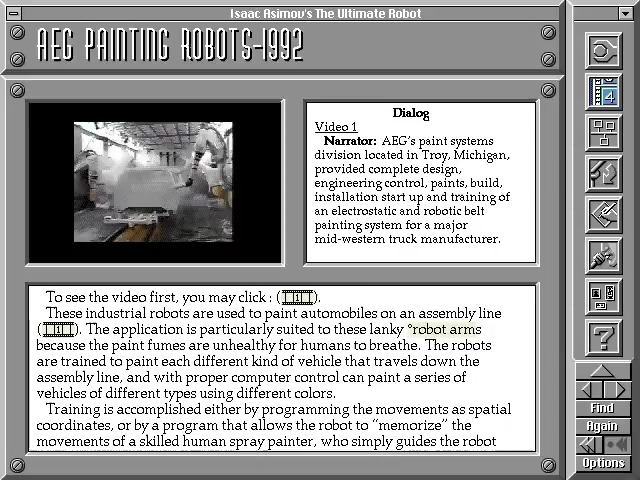 Isaac Asimov's The Ultimate Robot
AEG PAINTING ROBOTS-1992
Dialog
Video 1
Narrator: AEG's paint systems
division located in Troy, Michigan,
provided complete design,
engineering control, paints, build,
installation start up and training of
an electrostatic and robotic belt
painting system for a major
mid-western truck manufacturer.
To see the video first, you may click : (1).
These industrial robots are used to paint automobiles on an assembly line
(1). The application is particularly suited to these lanky °robot arms
because the paint fumes are unhealthy for humans to breathe. The robots
are trained to paint each different kind of vehicle that travels down the
assembly line, and with proper computer control can paint a series of
vehicles of different types using different colors.
Training is accomplished either by programming the movements as spatial
coordinates, or by a program that allows the robot to “memorize” the
movements of a skilled human spray painter, who simply guides the robot
4
?
Find
Again
Options